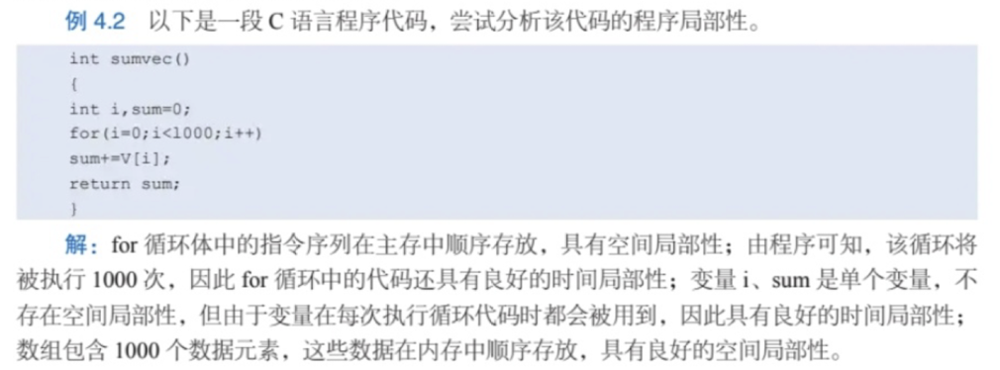 例 4.2 以下是一段 C 语言程序代码，尝试分析该代码的程序局部性。
int sumvec()
{
int i,sum=0;
for(i=0;i<1000;i++)
sum+=V[i];
return sum;
}
解：for 循环体中的指令序列在主存中顺序存放，具有空间局部性；由程序可知，该循环将
被执行 1000 次，因此 for 循环中的代码还具有良好的时间局部性；变量 i、sum 是单个变量，不
存在空间局部性，但由于变量在每次执行循环代码时都会被用到，因此具有良好的时间局部性；
数组包含 1000 个数据元素，这些数据在内存中顺序存放，具有良好的空间局部性。